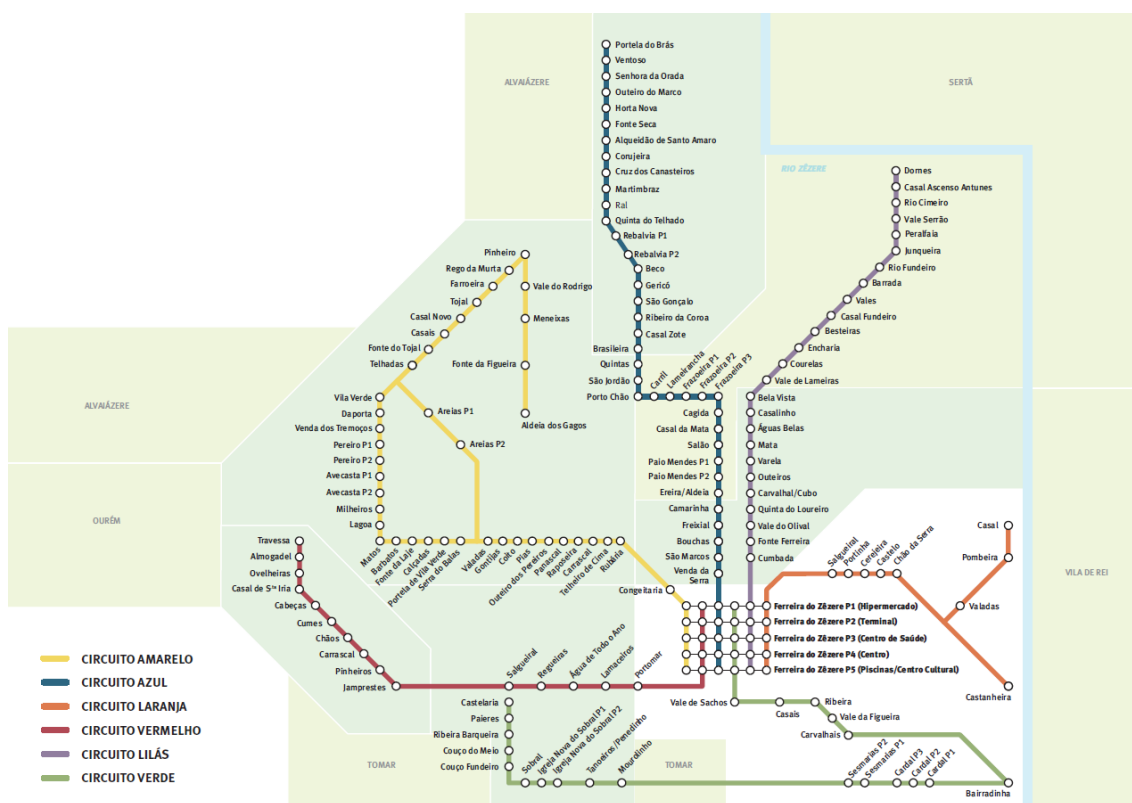 ALVAIÁZERE
SERTÃ
RIO ZÊZERE
ALVAIÁZERE
OURÉM
TOMAR
TOMAR
VILA DE REI
Portela do Brás
Ventoso
Senhora da Orada
Outeiro do Marco
Horta Nova
Fonte Seca
Alqueidão de Santo Amaro
Corujeira
Cruz dos Canasteiros
Martimbraz
Ral
Quinta do Telhado
Rebalvia P1
Rebalvia P2
Beco
Gericó
São Gonçalo
Ribeiro da Coroa
Casal Zote
Brasileira
Quintas
São Jordão
Porto Chão
Carril
Lameirancha
Frazoeira P1
Frazoeira P2
Frazoeira P3
Cagida
Casal da Mata
Salão
Paio Mendes P1
Paio Mendes P2
Ereira/Aldeia
Camarinha
Freixial
Bouchas
São Marcos
Venda da
Serra
Dornes
Casal Ascenso Antunes
Rio Cimeiro
Vale Serrão
Peralfaia
Junqueira
Rio Fundeiro
Barrada
Vales
Casal Fundeiro
Besteiras
Encharia
Courelas
Vale de Lameiras
Bela Vista
Casalinho
Águas Belas
Mata
Varela
Outeiros
Carvalhal/Cubo
Quinta do Loureiro
Vale do Olival
Fonte Ferreira
Cumbada
Pinheiro
Rego da Murta
Farroeira
Tojal
Casal Novo
Casais
Fonte do Tojal
Telhadas
Vale do Rodrigo
Meneixas
Fonte da Figueira
Aldeia dos Gagos
Areias P1
Areias P2
Vila Verde
Daporta
Venda dos Tremoços
Pereiro P1
Pereiro P2
Avecasta P1
Avecasta P2
Milheiros
Lagoa
Matos
Barbatos
Fonte da Laje
Calçadas
Portela de Vila Verde
Serra do Balas
Valadas
Gontijas
Coito
Pias
Outeiro dos Pereiros
Panascal
Raponeira
Carrascal
Telheiro de Cima
Rubária
Congeitaria
Travessa
Almogadel
Ovelheiras
Casal de Sta Iria
Cabeças
Cumes
Chãos
Carrascal
Pinheiros
Jamprestes
Salgueiral
Regueiras
Água de Todo o Ano
Lamaceiros
Portomar
Ferreira do Zêzere P1 (Hipermercado)
Ferreira do Zêzere P2 (Terminal)
Ferreira do Zêzere P3 (Centro de Saúde)
Ferreira do Zêzere P4 (Centro)
Ferreira do Zêzere P5 (Piscinas/Centro Cultural)
Salgueiral
Portinha
Cerejeira
Castelo
Chão da Serra
Casal
Pombeira
Valadas
Castanheira
Vale de Sachos
Casais
Ribeira
Vale da Figueira
Carvalhais
Bairradinha
Cardal P1
Cardal P2
Cardal P3
Sesmarias P1
Sesmarias P2
Mourolinho
Tanoeiros/Penedinho
Igreja Nova do Sobral P2
Igreja Nova do Sobral P1
Sobral
Castelaria
Paieres
Ribeira Barqueira
Couço do Meio
Couço Fundeiro
CIRCUITO AMARELO
CIRCUITO AZUL
CIRCUITO LARANJA
CIRCUITO VERMELHO
CIRCUITO LILÁS
CIRCUITO VERDE